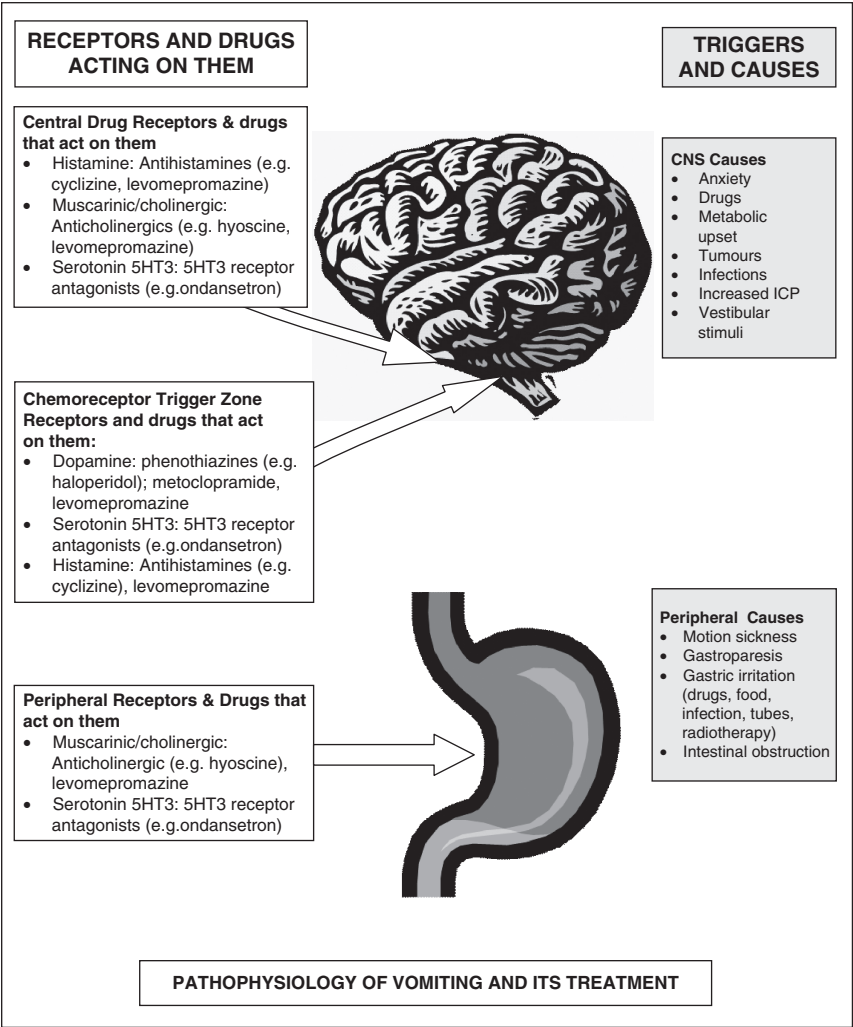 RECEPTORS AND DRUGS
ACTING ON THEM
TRIGGERS
AND CAUSES
Central Drug Receptors & drugs
that act on them
• Histamine: Antihistamines (e.g.
cyclizine, levomepromazine)
• Muscarinic/cholinergic:
Anticholinergics (e.g. hyoscine,
levomepromazine)
• Serotonin 5HT3: 5HT3 receptor
antagonists (e.g.ondansetron)
CNS Causes
• Anxiety
• Drugs
• Metabolic
upset
• Tumours
• Infections
• Increased ICP
• Vestibular
stimuli
Chemoreceptor Trigger Zone
Receptors and drugs that act
on them:
• Dopamine: phenothiazines (e.g.
haloperidol); metoclopramide,
levomepromazine
• Serotonin 5HT3: 5HT3 receptor
antagonists (e.g.ondansetron)
• Histamine: Antihistamines (e.g.
cyclizine), levomepromazine
Peripheral Causes
• Motion sickness
• Gastroparesis
• Gastric irritation
(drugs, food,
infection, tubes,
radiotherapy)
• Intestinal obstruction
Peripheral Receptors & Drugs that
act on them
• Muscarinic/cholinergic:
Anticholinergic (e.g. hyoscine),
levomepromazine
• Serotonin 5HT3: 5HT3 receptor
antagonists (e.g.ondansetron)
PATHOPHYSIOLOGY OF VOMITING AND ITS TREATMENT